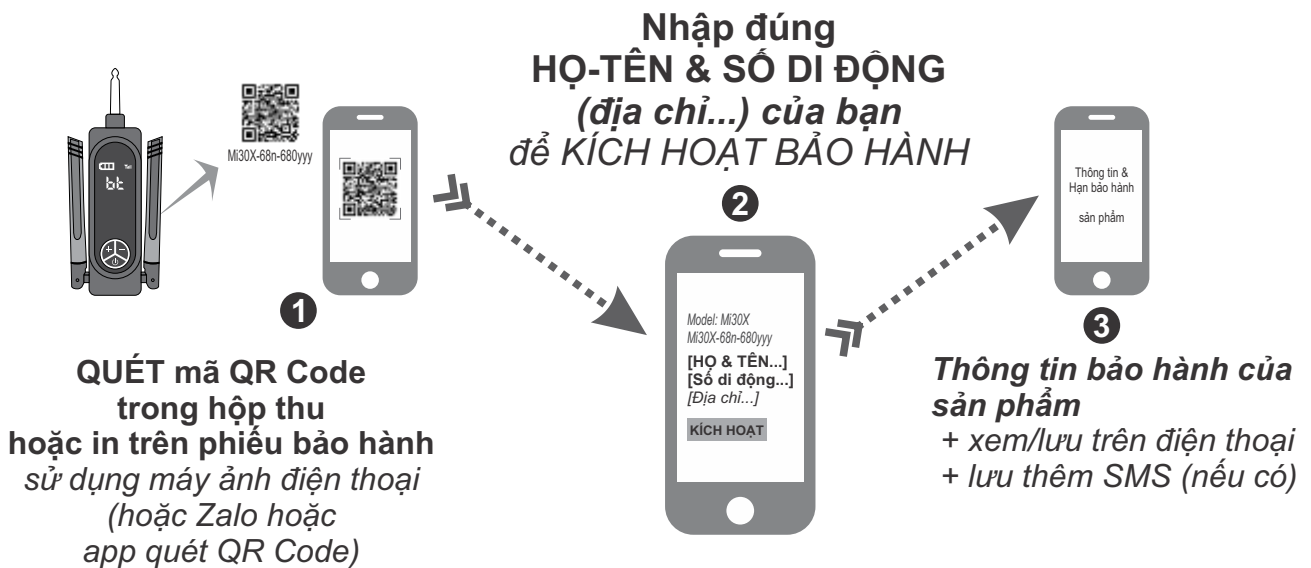 bt
Mi30X-68n-680yyy
1
QUÉT mã QR Code
trong hộp thu
hoặc in trên phiếu bảo hành
sử dụng máy ảnh điện thoại
(hoặc Zalo hoặc
app quét QR Code)
Nhập đúng
HỌ-TÊN & SỐ DI ĐỘNG
(địa chỉ...) của bạn
để KÍCH HOẠT BẢO HÀNH
2
Model: Mi30X
Mi30X-68n-680yyy
[HỌ & TÊN...]
[Số di động...]
[Địa chỉ...]
KÍCH HOẠT
Thông tin &
Hạn bảo hành
sản phẩm
3
Thông tin bảo hành của
sản phẩm
+ xem/lưu trên điện thoại
+ lưu thêm SMS (nếu có)